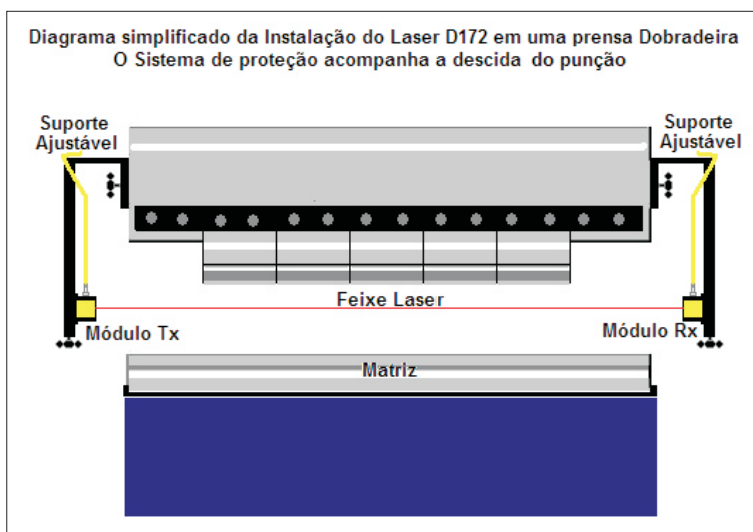 Diagrama simplificado da Instalação do Laser D172 em uma prensa Dobradeira
O Sistema de proteção acompanha a descida do punção
Suporte
Ajustável
Suporte
Ajustável
Feixe Laser
Módulo Tx
Módulo Rx
Matriz